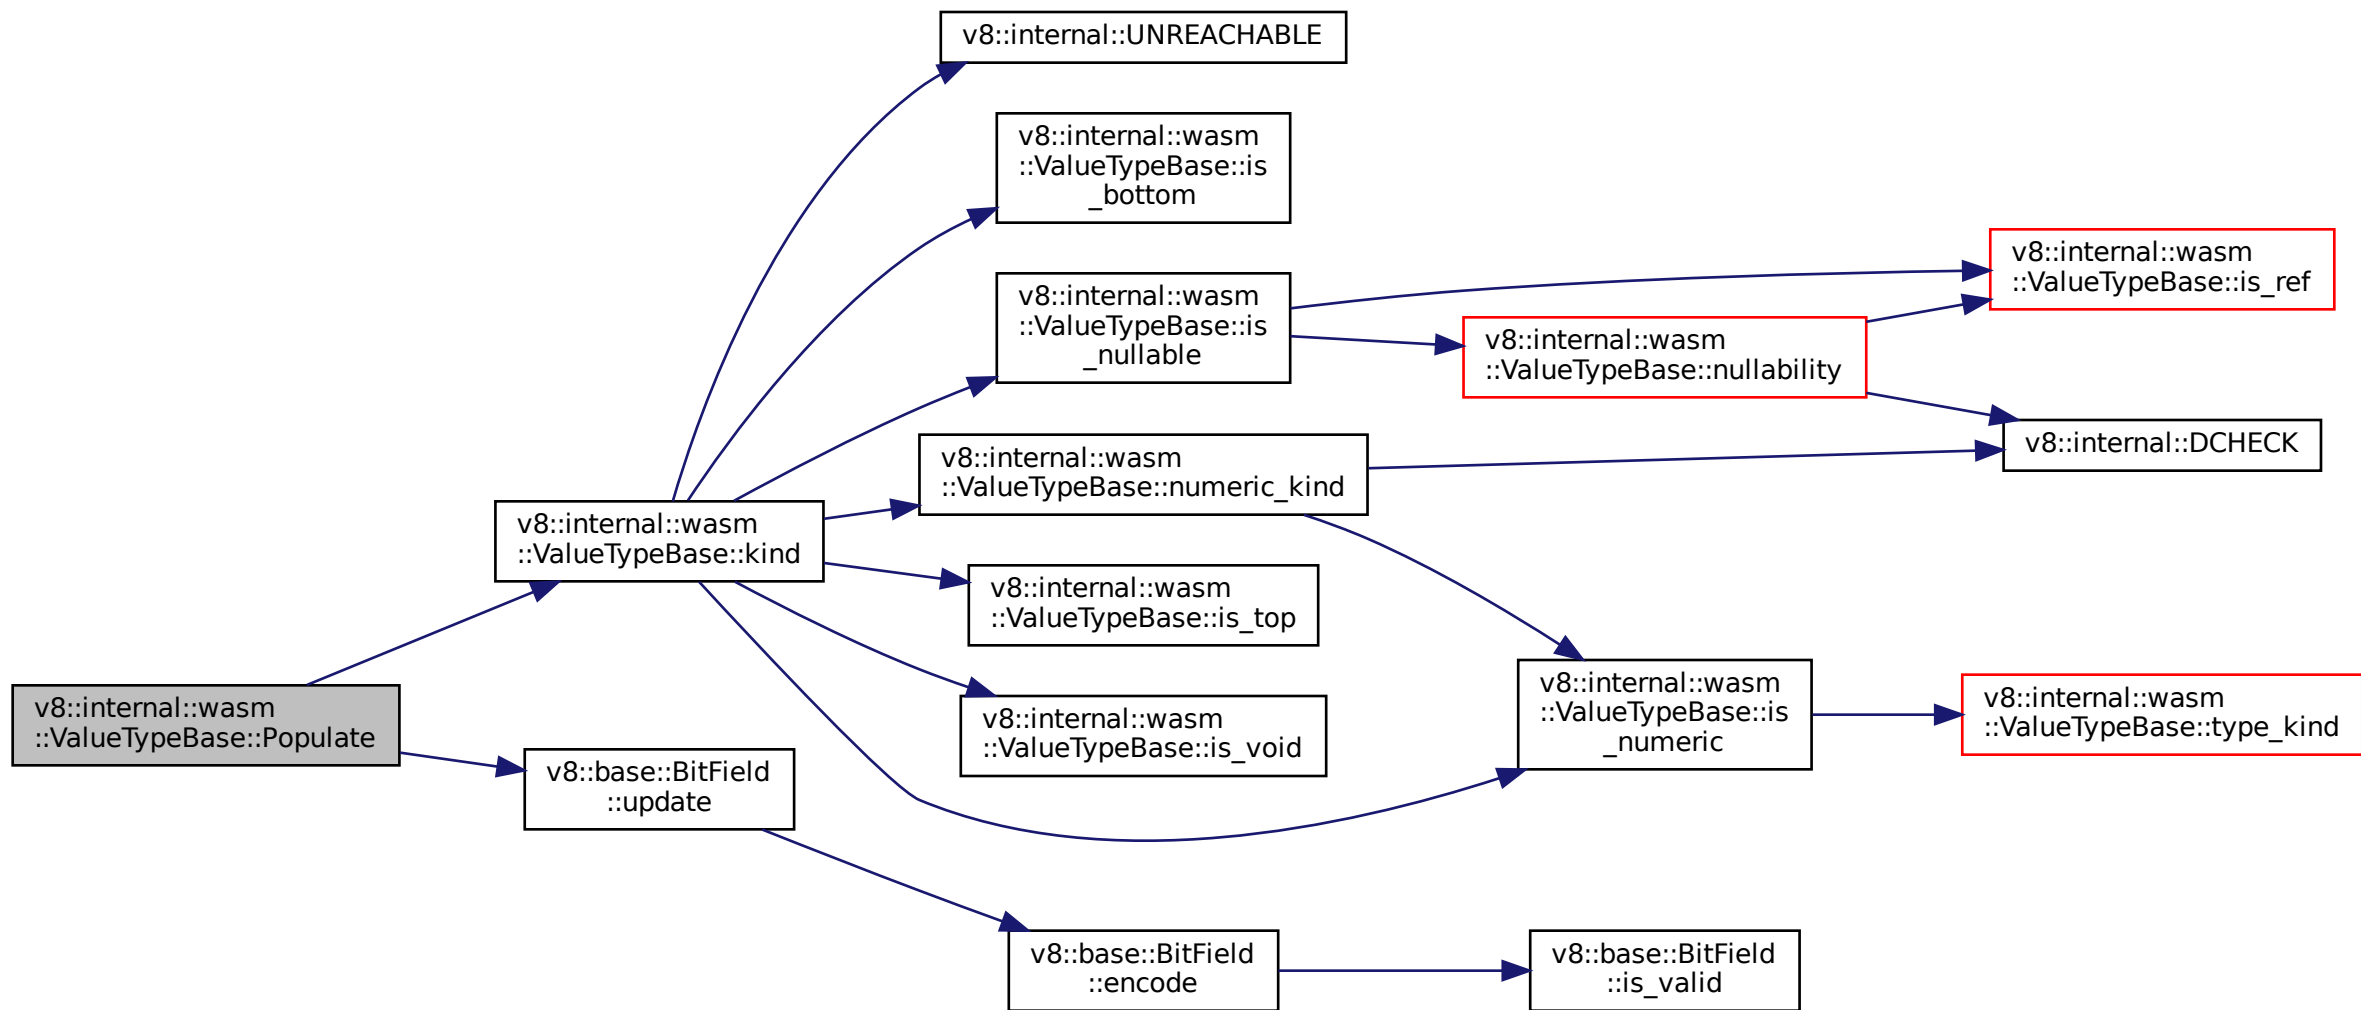 v8::internal::UNREACHABLE
v8::internal::wasm
::ValueTypeBase::is
_bottom
v8::internal::wasm
::ValueTypeBase::is_ref
v8::internal::wasm
::ValueTypeBase::is
_nullable
v8::internal::wasm
::ValueTypeBase::nullability
v8::internal::DCHECK
v8::internal::wasm
::ValueTypeBase::numeric_kind
v8::internal::wasm
::ValueTypeBase::kind
v8::internal::wasm
::ValueTypeBase::is_top
v8::internal::wasm
::ValueTypeBase::is_void
v8::internal::wasm
::ValueTypeBase::is
_numeric
v8::internal::wasm
::ValueTypeBase::type_kind
v8::internal::wasm
::ValueTypeBase::Populate
v8::base::BitField
::update
v8::base::BitField
::encode
v8::base::BitField
::is_valid